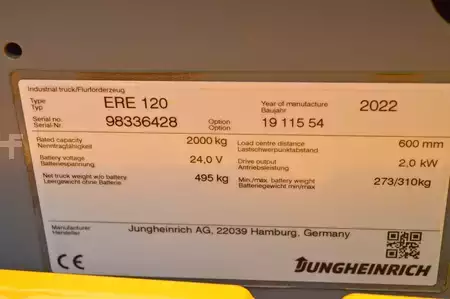 Industrial truck/Flurförderzeug
Type ERE 120 Year of manufacture 2022
Typ Baujahr
Serial no. 98336428 Option 19 115 54
Serial-Nr. Option
Rated capacity 2000 kg Load centre distance 600 mm
Nenntragfähigkeit Lastschwerpunktabstand
Battery voltage 24,0 V Drive output 2,0 kW
Batteriespannung Antriebsleistung
Net truck weight w/o battery 495 kg Min./max. battery weight 273/310kg
Leergewicht ohne Batterie Batteriegewicht min/max
Manufacturer Jungheinrich AG, 22039 Hamburg, Germany
Hersteller
CE JUNGHEINRICH